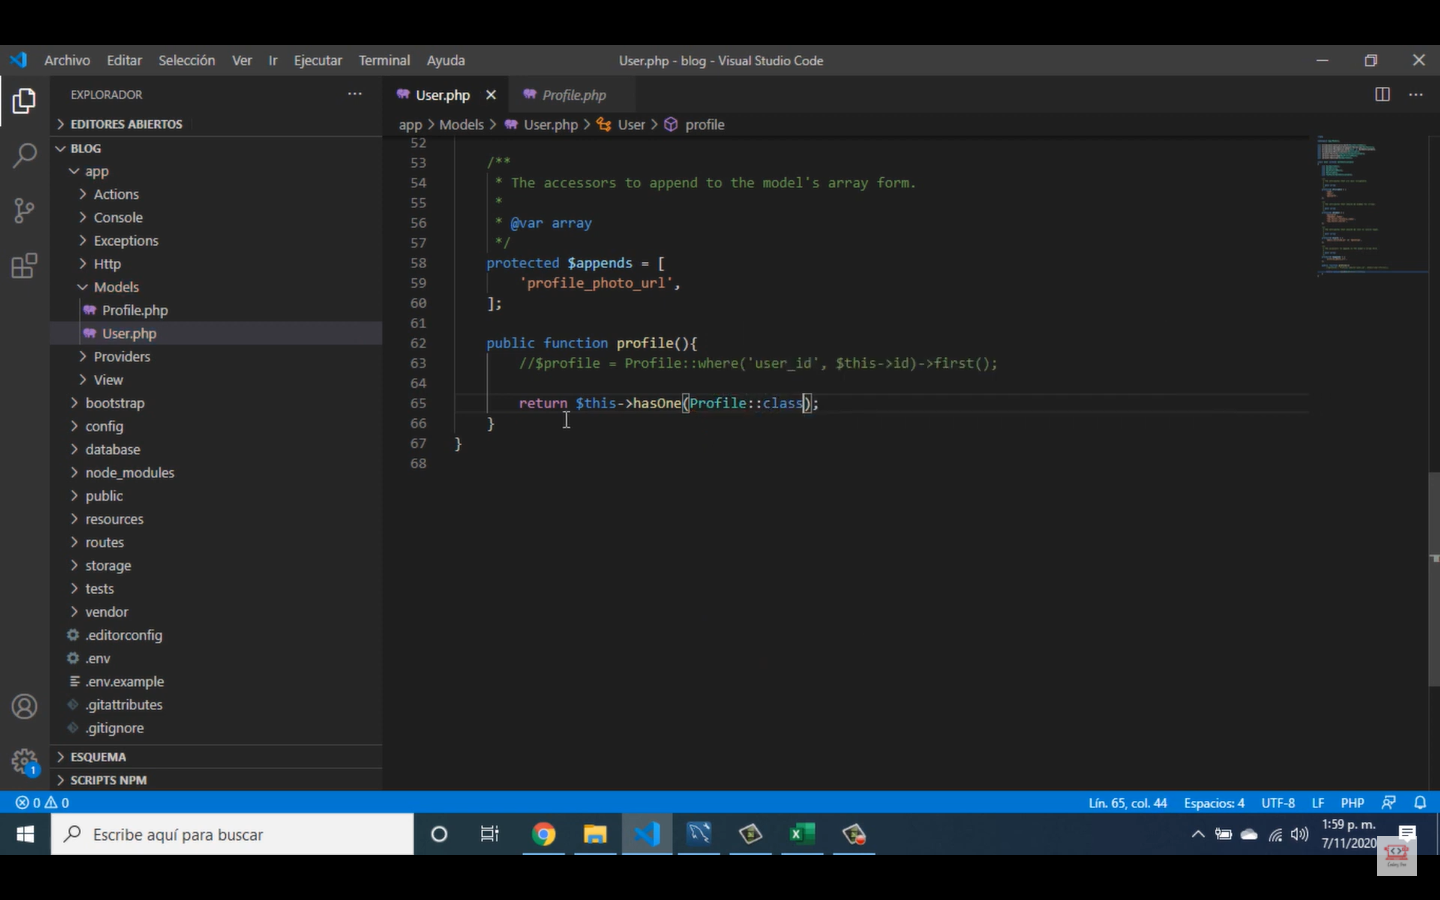 Archivo Editar Selección Ver Ir Ejecutar Terminal Ayuda User.php - blog - Visual Studio Code
EXPLORADOR
EDITORES ABIERTOS
BLOG
app
Actions
Console
Exceptions
Http
Models
Profile.php
User.php
Providers
View
bootstrap
config
database
node_modules
public
resources
routes
storage
tests
vendor
.editorconfig
.env
.env.example
.gitattributes
.gitignore
ESQUEMA
SCRIPTS NPM
User.php Profile.php
app > Models > User.php > User > profile
52
53 /**
54 * The accessors to append to the model's array form.
55 *
56 * @var array
57 */
58 protected $appends = [
59 'profile_photo_url',
60 ];
61
62 public function profile(){
63 //$profile = Profile::where('user_id', $this->id)->first();
64
65 return $this->hasOne(Profile::class);
66 }
67 }
68
1
0 0 Lín. 65, col. 44 Espacios: 4 UTF-8 LF PHP
Escribe aquí para buscar
1:59 p. m.
7/11/2020